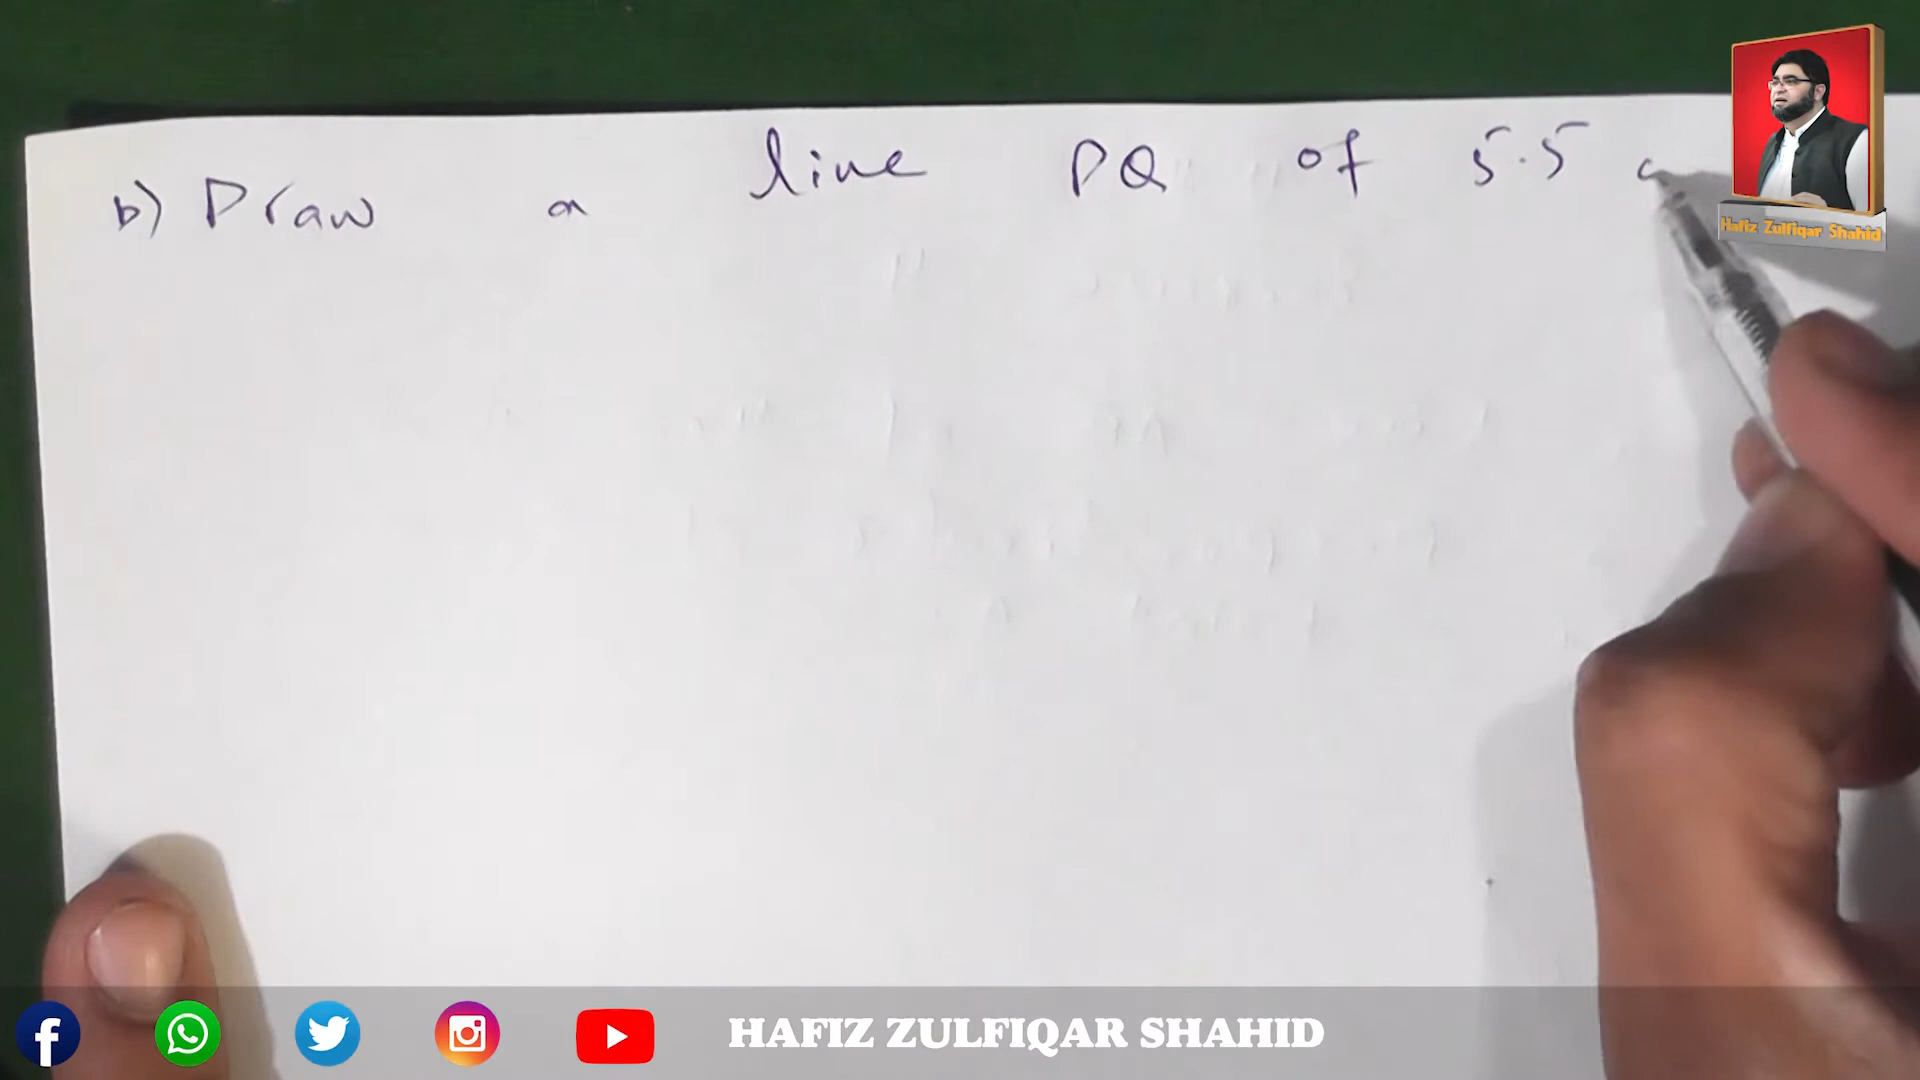 b) Draw a line PQ of 5.5 c
Hafiz Zulfiqar Shahid
HAFIZ ZULFIQAR SHAHID